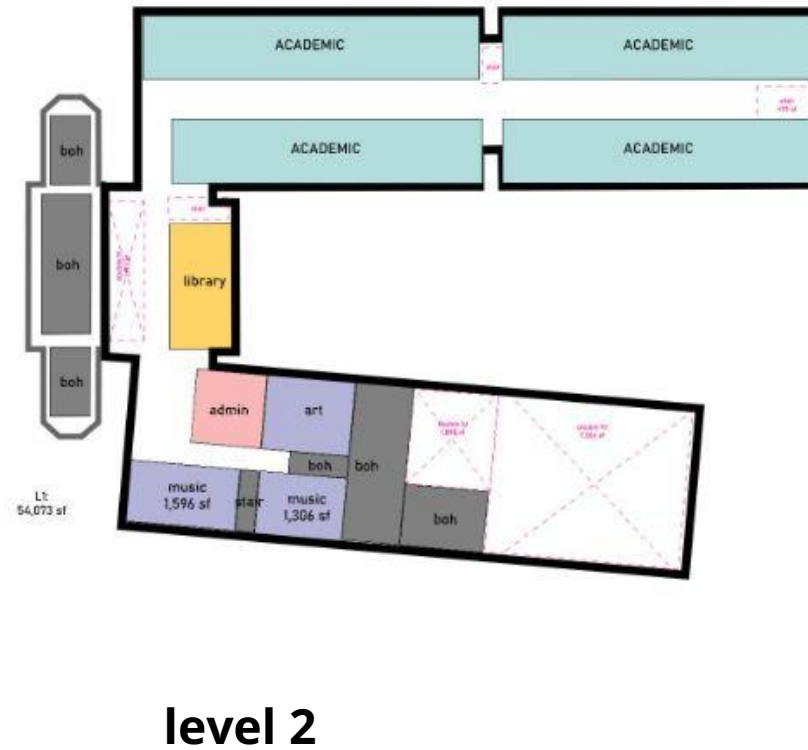 ACADEMIC
ACADEMIC
ACADEMIC
ACADEMIC
boh
boh
library
boh
admin
art
boh
boh
music
1,596 sf
stair
music
1,306 sf
boh
L1:
54,073 sf
level 2